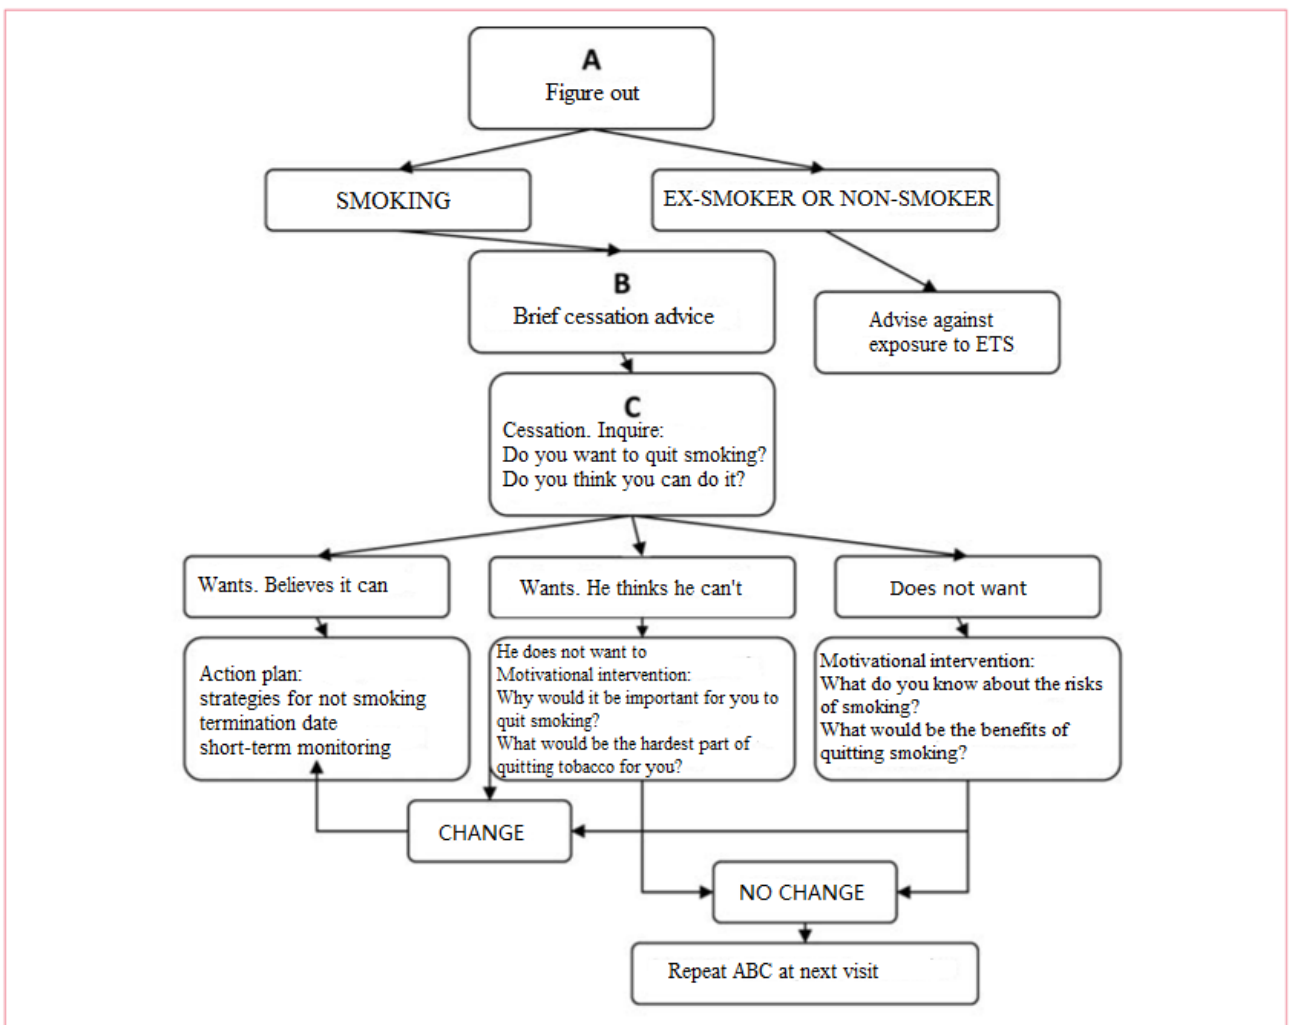 A
Figure out
SMOKING
EX-SMOKER OR NON-SMOKER
B
Brief cessation advice
Advise against
exposure to ETS
C
Cessation. Inquire:
Do you want to quit smoking?
Do you think you can do it?
Wants. Believes it can
Wants. He thinks he can't
Does not want
Action plan:
strategies for not smoking
termination date
short-term monitoring
He does not want to
Motivational intervention:
Why would it be important for you to
quit smoking?
What would be the hardest part of
quitting tobacco for you?
Motivational intervention:
What do you know about the risks
of smoking?
What would be the benefits of
quitting smoking?
CHANGE
NO CHANGE
Repeat ABC at next visit